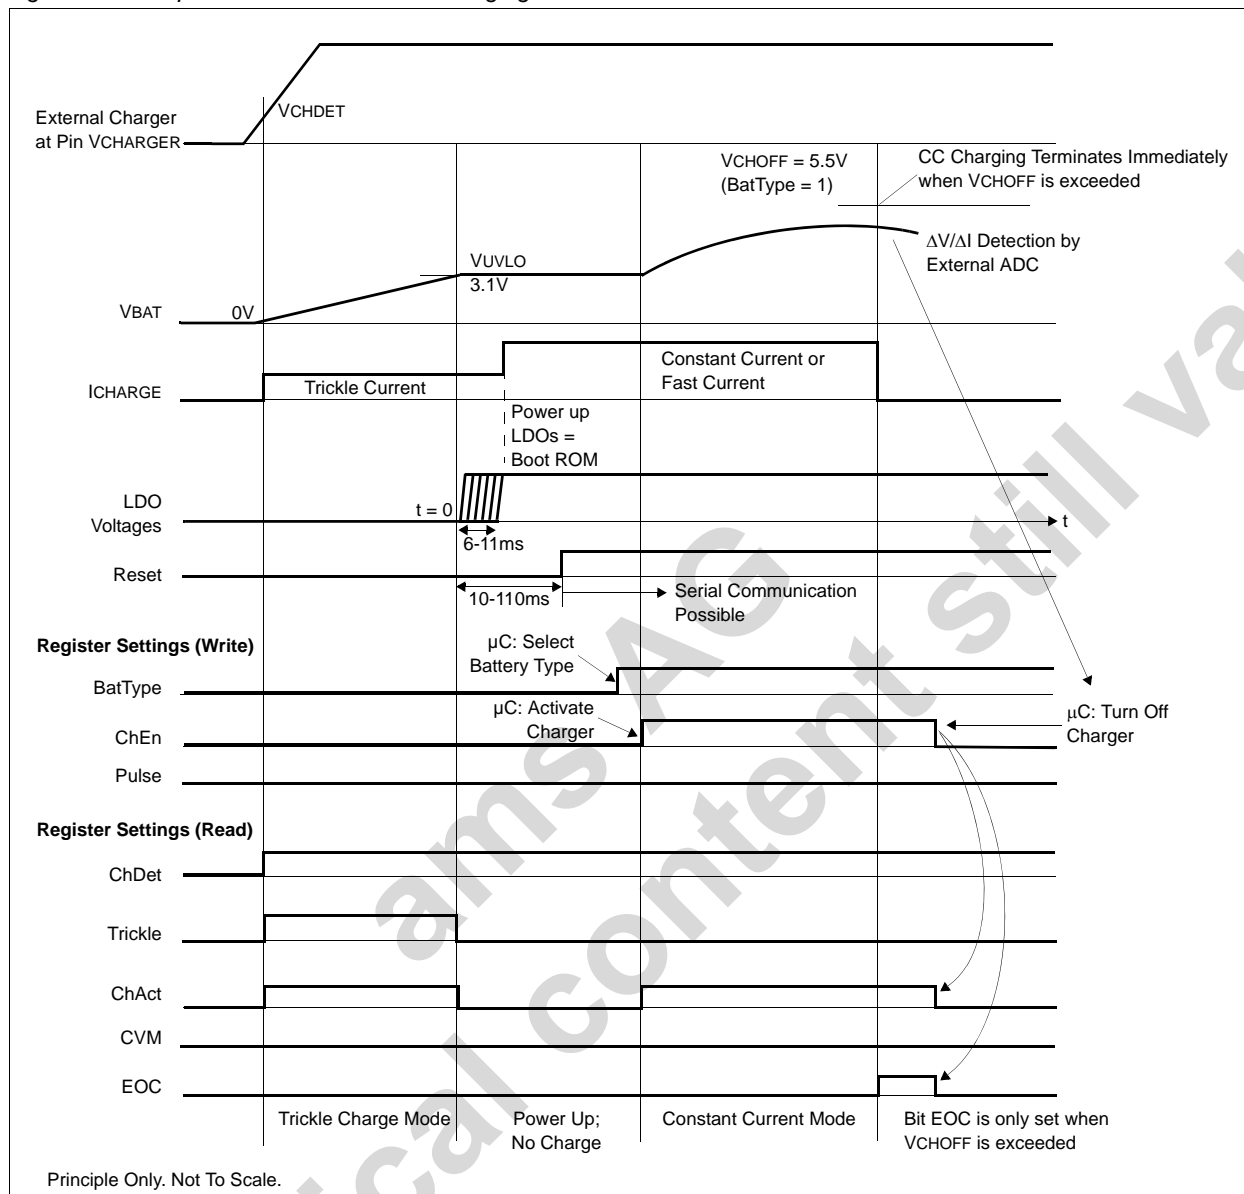 VCHDET
External Charger
at Pin VCHARGER
VCHOFF = 5.5V
(BatType = 1)
CC Charging Terminates Immediately
when VCHOFF is exceeded
ΔV/ΔI Detection by
External ADC
VUVLO
3.1V
VBAT
0V
ICHARGE
Trickle Current
Constant Current or
Fast Current
Power up
LDOs =
Boot ROM
LDO
Voltages
t = 0
t
6-11ms
Reset
10-110ms
Serial Communication
Possible
Register Settings (Write)
µC: Select
Battery Type
BatType
µC: Activate
Charger
µC: Turn Off
Charger
ChEn
Pulse
Register Settings (Read)
ChDet
Trickle
ChAct
CVM
EOC
Trickle Charge Mode
Power Up;
No Charge
Constant Current Mode
Bit EOC is only set when
VCHOFF is exceeded
Principle Only. Not To Scale.
ams AG
content still